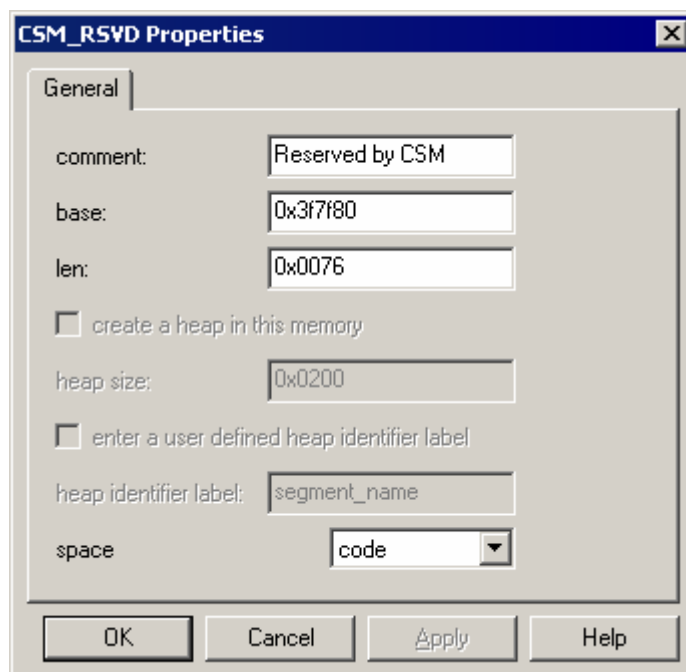 CSM_RSVD Properties
General
comment: Reserved by CSM
base: 0x3f7f80
len: 0x0076
create a heap in this memory
heap size: 0x0200
enter a user defined heap identifier label
heap identifier label: segment_name
space code
OK Cancel Apply Help